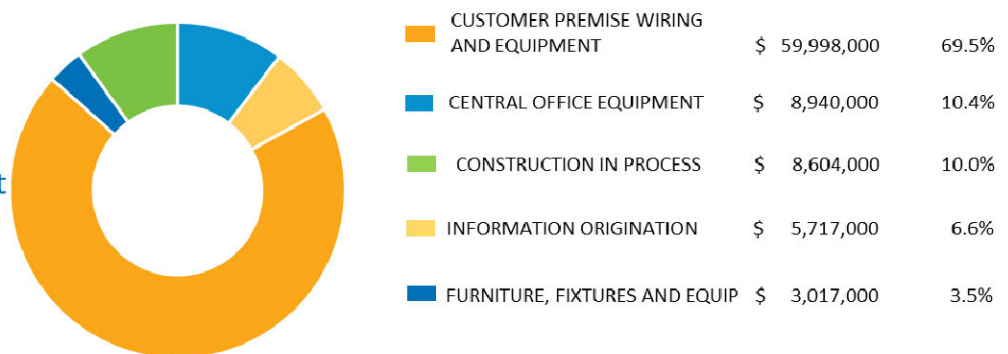 CUSTOMER PREMISE WIRING
AND EQUIPMENT $ 59,998,000 69.5%
CENTRAL OFFICE EQUIPMENT $ 8,940,000 10.4%
CONSTRUCTION IN PROCESS $ 8,604,000 10.0%
t
INFORMATION ORIGINATION $ 5,717,000 6.6%
FURNITURE, FIXTURES AND EQUIP $ 3,017,000 3.5%